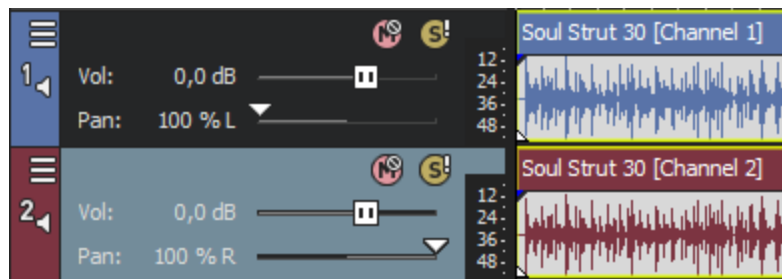 M S! Soul Strut 30 [Channel 1]
1 Vol: 0,0 dB 12
24
Pan: 100 % L 36
48
M S! Soul Strut 30 [Channel 2]
2 Vol: 0,0 dB 12
24
Pan: 100 % R 36
48